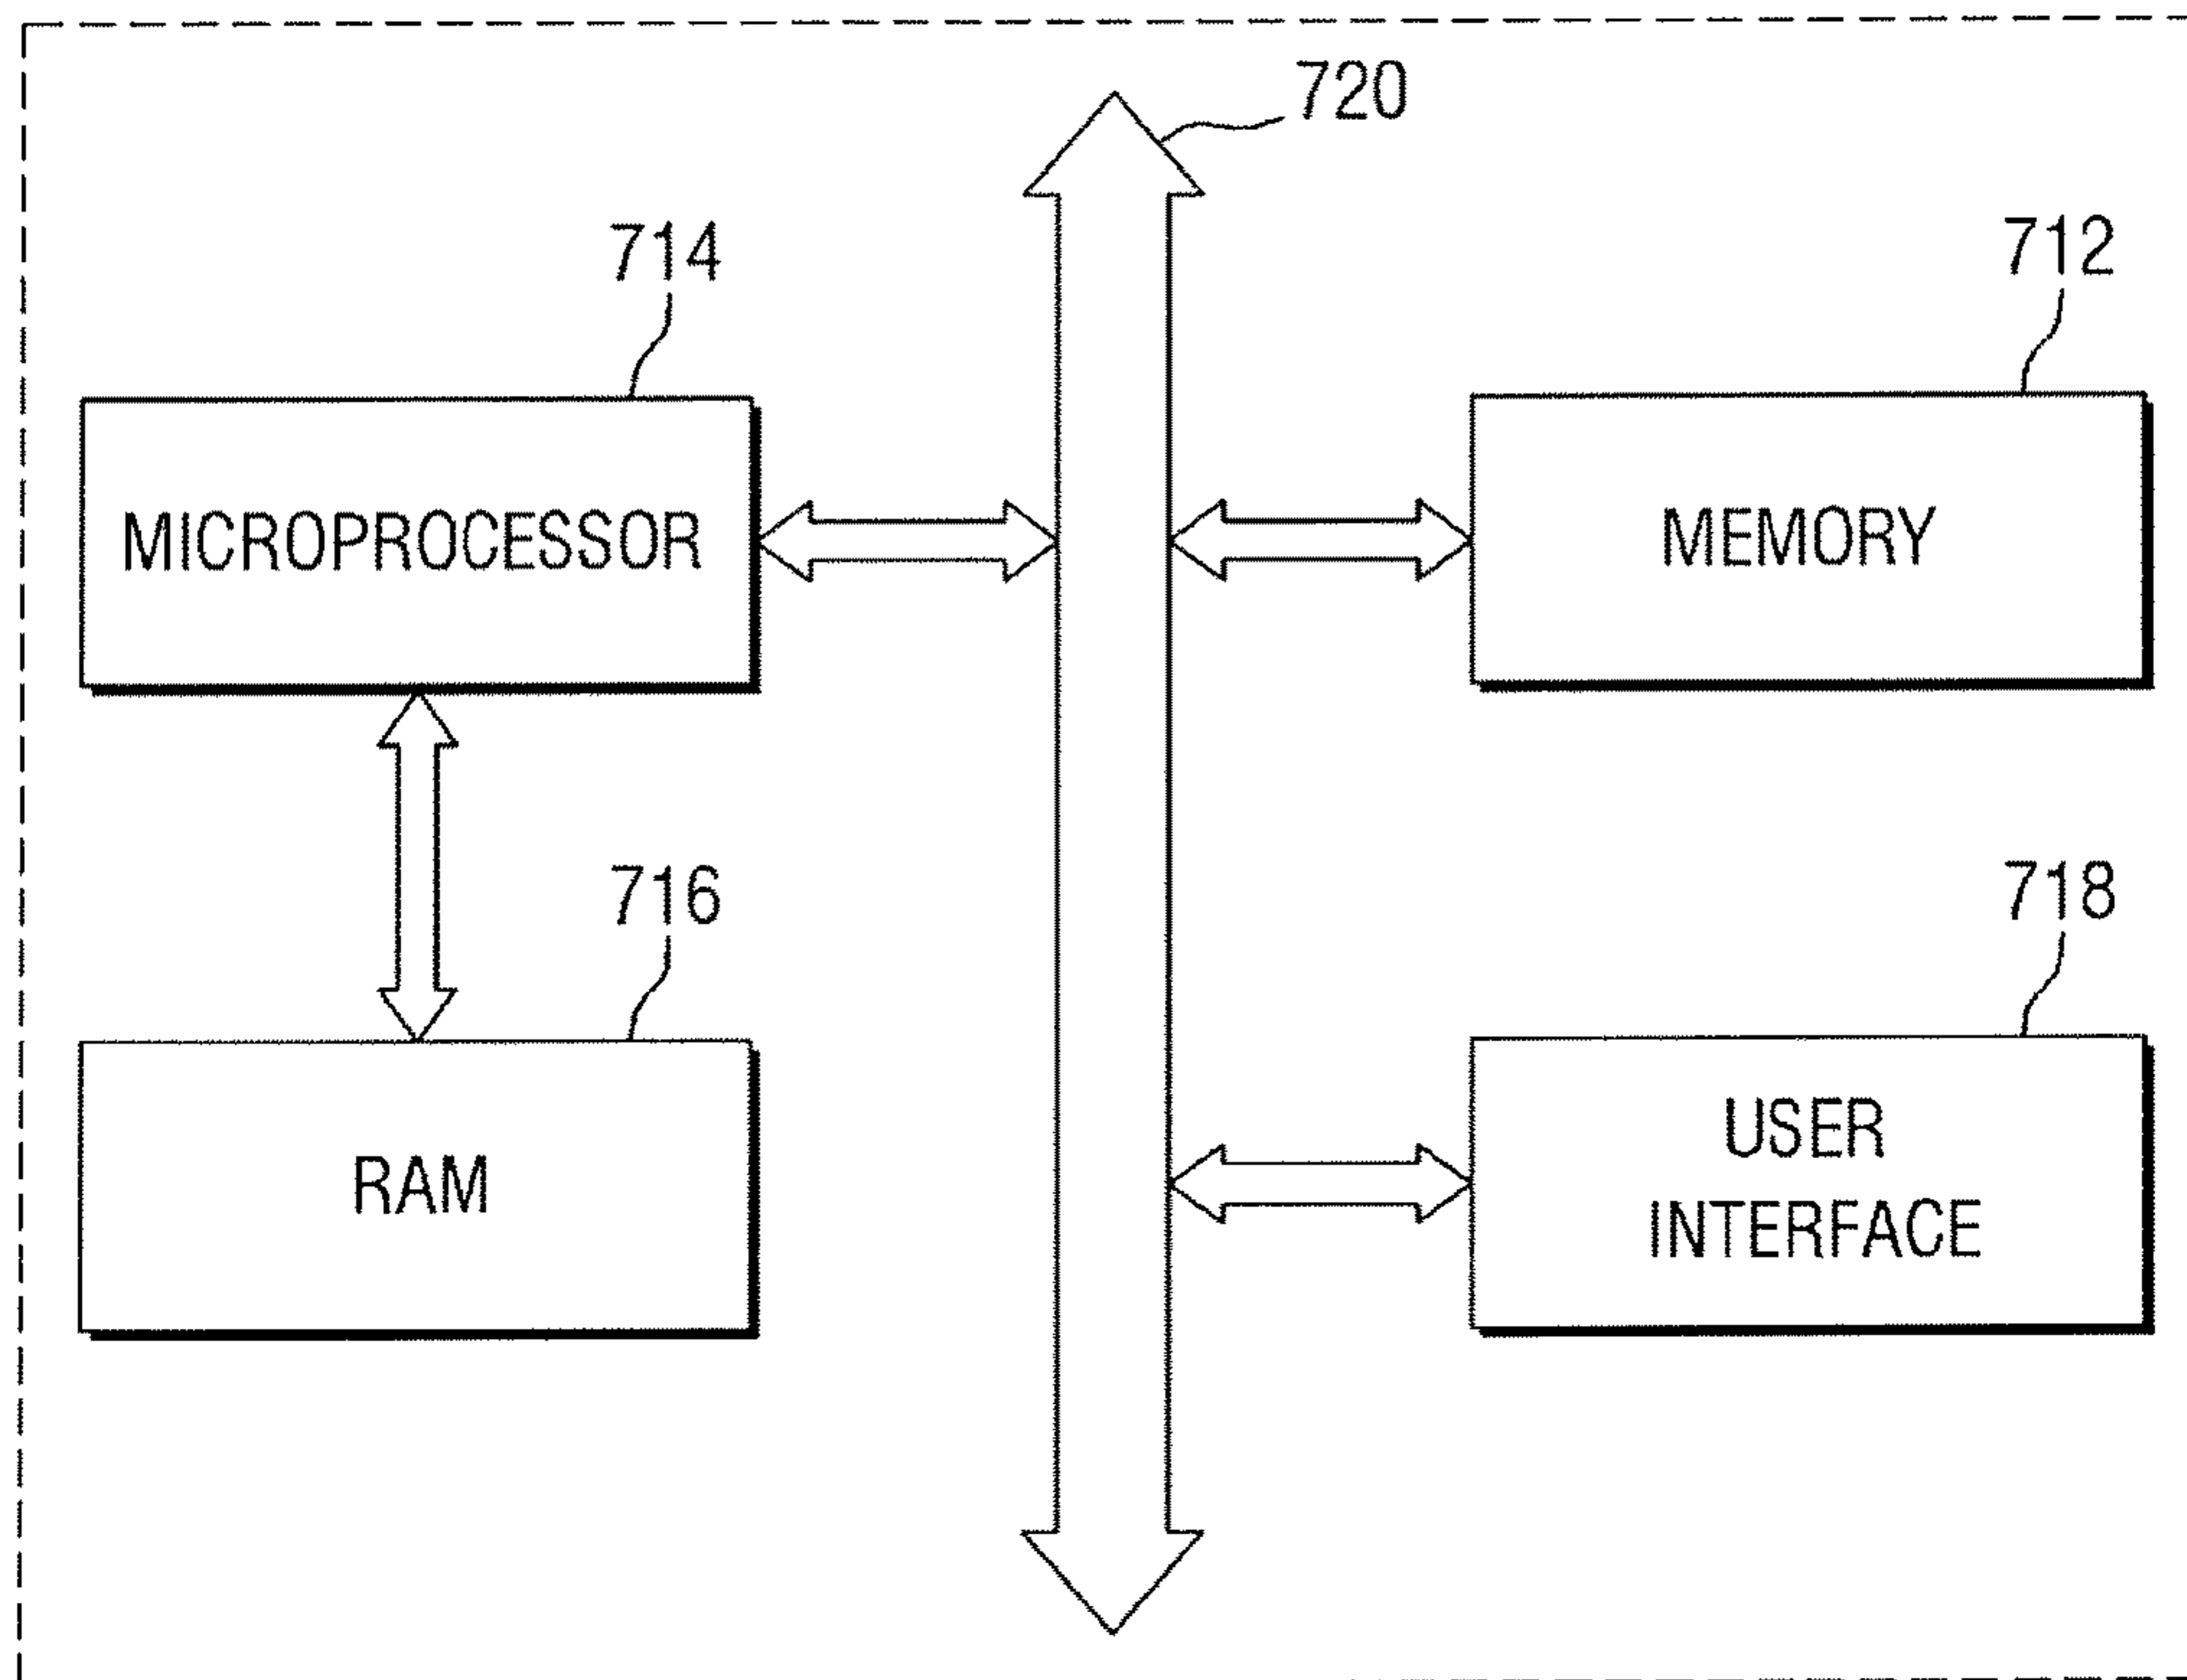 720
714
712
MICROPROCESSOR
MEMORY
716
718
RAM
USER
INTERFACE